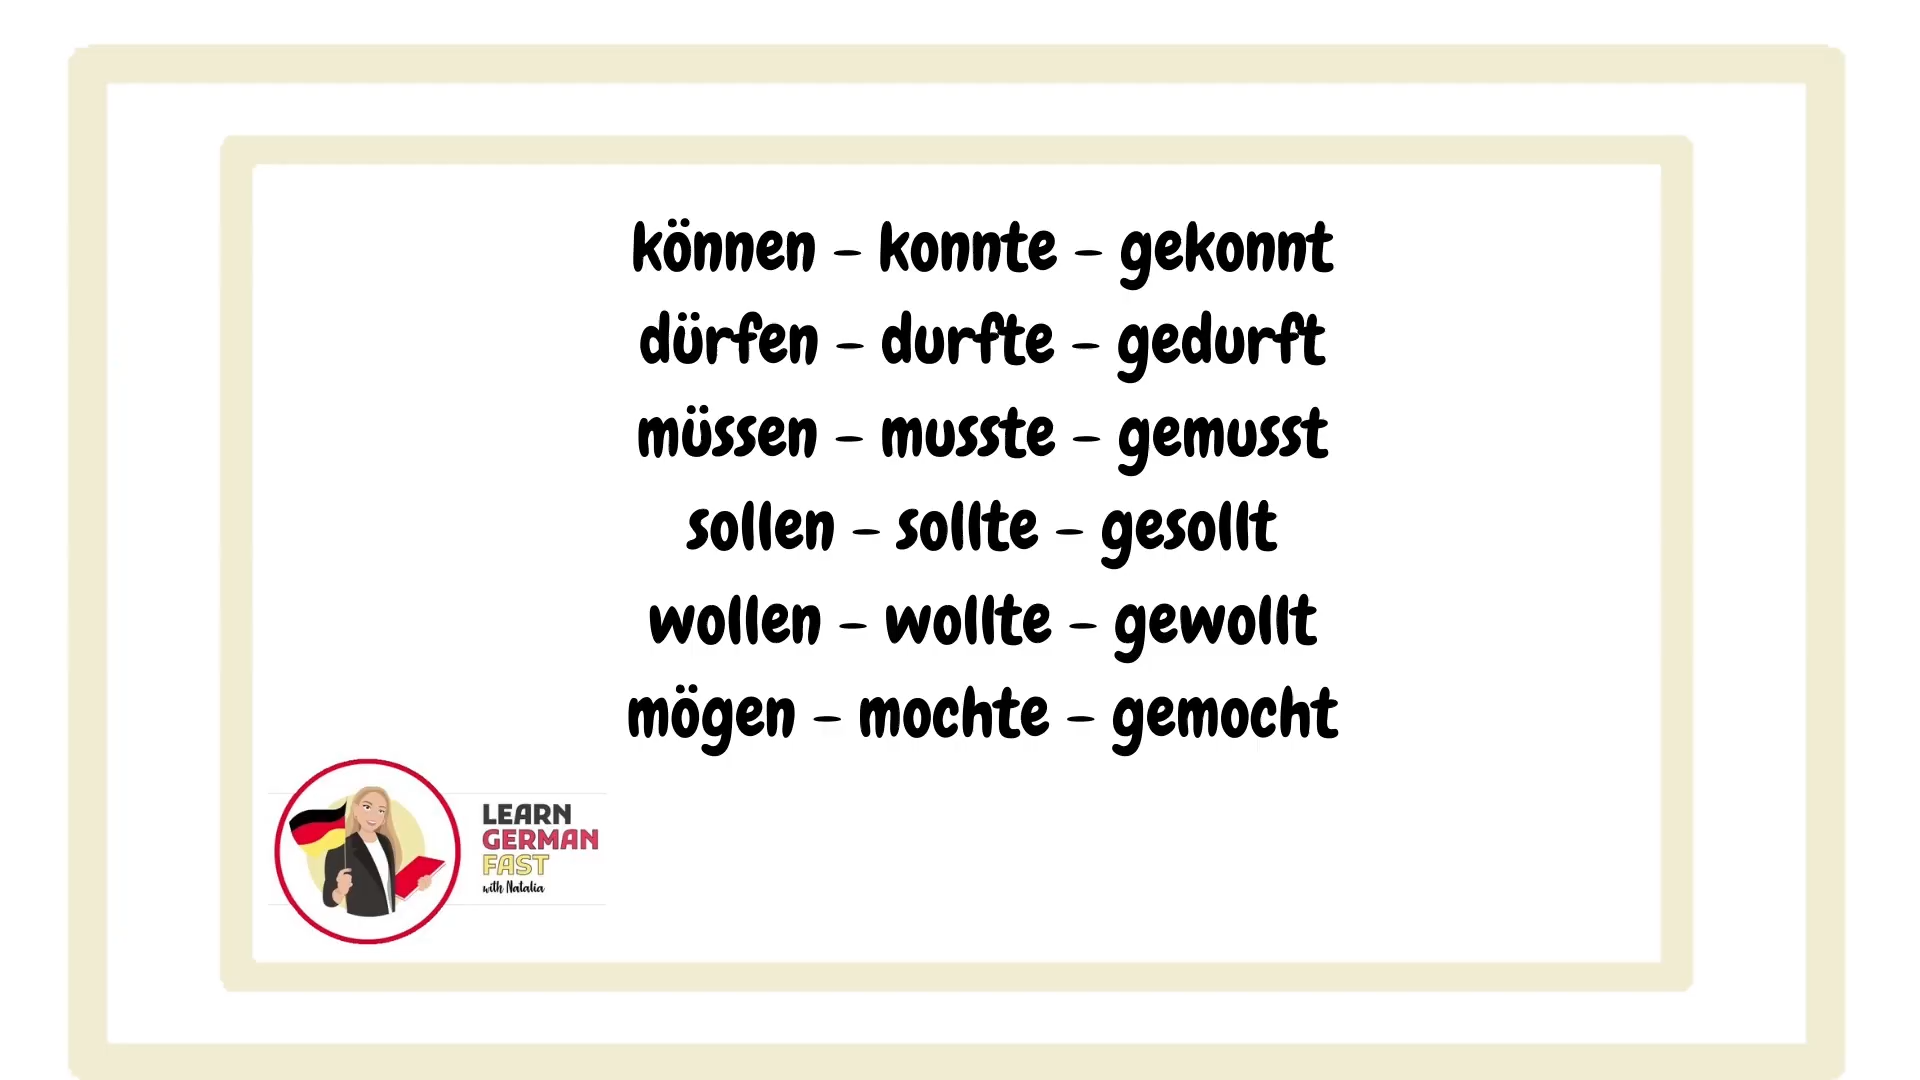 können – konnte – gekonnt
dürfen – durfte – gedurft
müssen – musste – gemusst
sollen – sollte – gesollt
wollen – wollte – gewollt
mögen – mochte – gemocht
LEARN
GERMAN
FAST
with Natalia